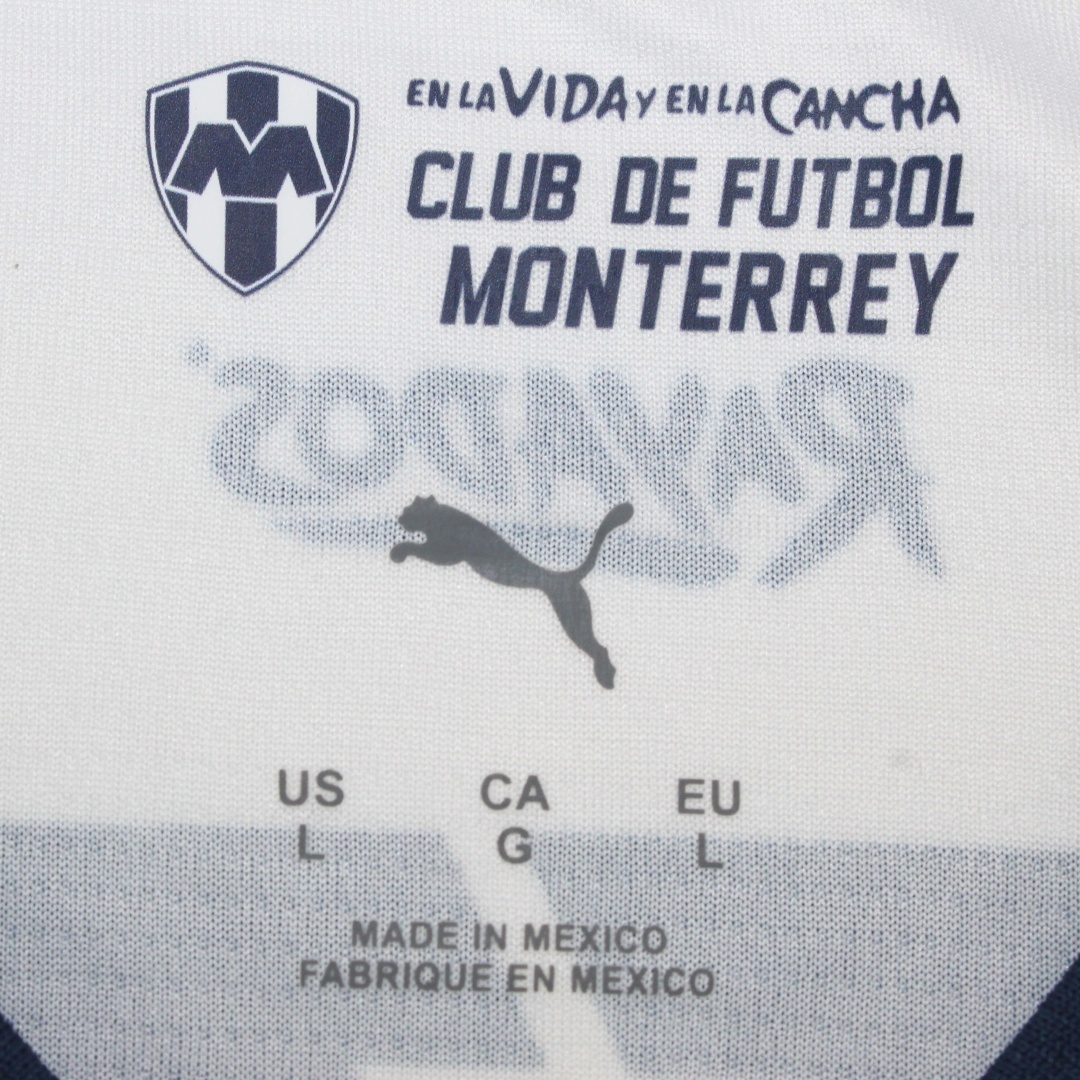 EN LA VIDA Y EN LA CANCHA
CLUB DE FUTBOL
MONTERREY
RAYADOS.
US CA EU
L G L
MADE IN MEXICO
FABRIQUE EN MEXICO